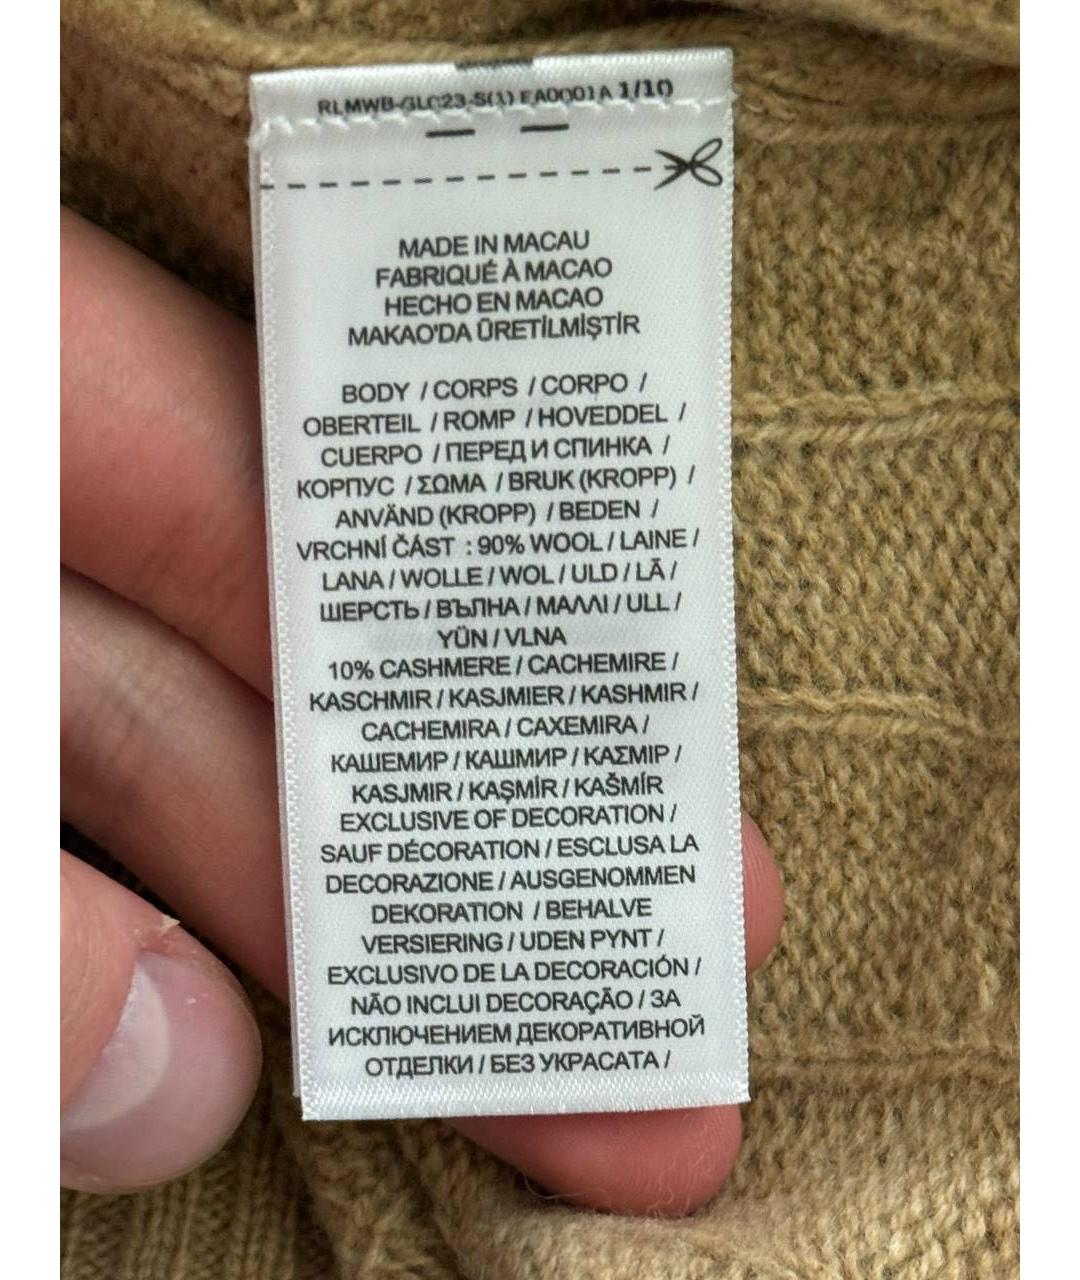 RLMWB-GLC23-S(1) EA0001A 1/10
MADE IN MACAU
FABRIQUÉ À MACAO
HECHO EN MACAO
MAKAO'DA ÜRETİLMİŞTİR
BODY / CORPS / CORPO /
OBERTEIL / ROMP / HOVEDDEL /
CUERPO / ПЕРЕД И СПИНКА /
КОРПУС / ΣΩΜΑ / BRUK (KROPP) /
ANVÄND (KROPP) / BEDEN /
VRCHNÍ ČÁST : 90% WOOL / LAINE /
LANA / WOLLE / WOL / ULD / LÃ /
ШЕРСТЬ / ВЪЛНА / ΜΑΛΛΙ / ULL /
YÜN / VLNA
10% CASHMERE / CACHEMIRE /
KASCHMIR / KASJMIER / KASHMIR /
CACHEMIRA / CAXEMIRA /
КАШЕМИР / КАШМИР / ΚΑΣΜΙΡ /
KASJMIR / KAŞMİR / KAŠMÍR
EXCLUSIVE OF DECORATION /
SAUF DÉCORATION / ESCLUSA LA
DECORAZIONE / AUSGENOMMEN
DEKORATION / BEHALVE
VERSIERING / UDEN PYNT /
EXCLUSIVO DE LA DECORACIÓN /
NÃO INCLUI DECORAÇÃO / ЗА
ИСКЛЮЧЕНИЕМ ДЕКОРАТИВНОЙ
ОТДЕЛКИ / БЕЗ УКРАСАТА /